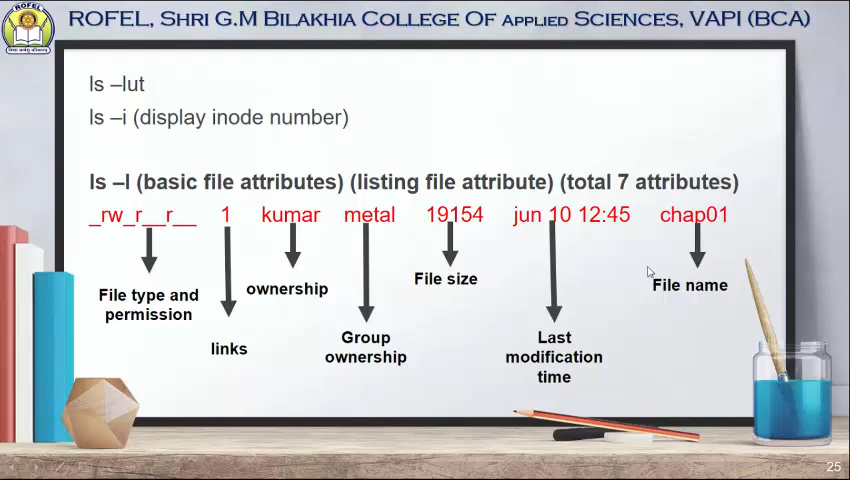 ROFEL
ROFEL, SHRI G.M BILAKHIA COLLEGE OF APPLIED SCIENCES, VAPI (BCA)
ls –lut
ls –i (display inode number)
ls –l (basic file attributes) (listing file attribute) (total 7 attributes)
_rw_r__r__ 1 kumar metal 19154 jun 10 12:45 chap01
File type and permission
links
ownership
Group ownership
File size
Last modification time
File name
25